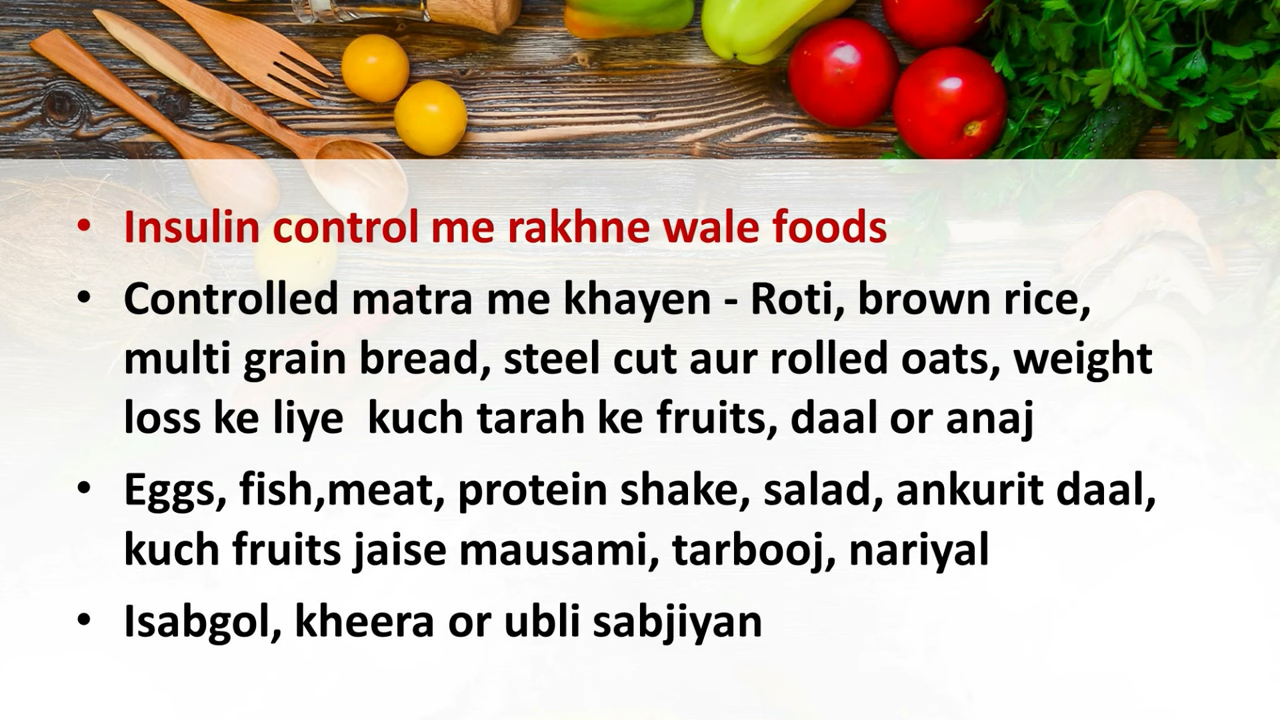 • Insulin control me rakhne wale foods
• Controlled matra me khayen - Roti, brown rice,
multi grain bread, steel cut aur rolled oats, weight
loss ke liye  kuch tarah ke fruits, daal or anaj
• Eggs, fish,meat, protein shake, salad, ankurit daal,
kuch fruits jaise mausami, tarbooj, nariyal
• Isabgol, kheera or ubli sabjiyan